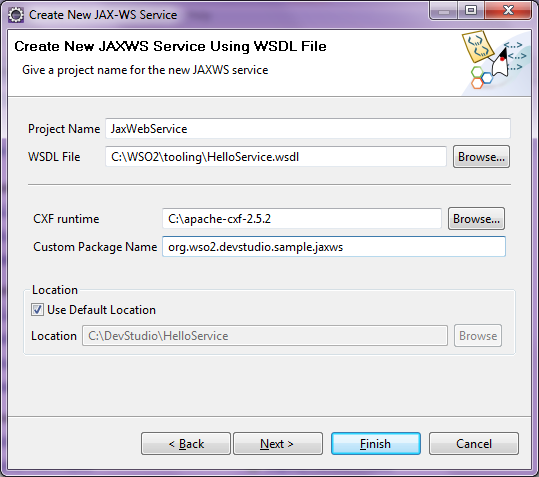 Create New JAX-WS Service
Create New JAXWS Service Using WSDL File
Give a project name for the new JAXWS service
Project Name JaxWebService
WSDL File C:\WSO2\tooling\HelloService.wsdl Browse...
CXF runtime C:\apache-cxf-2.5.2 Browse...
Custom Package Name org.wso2.devstudio.sample.jaxws
Location
Use Default Location
Location C:\DevStudio\HelloService Browse
< Back Next > Finish Cancel